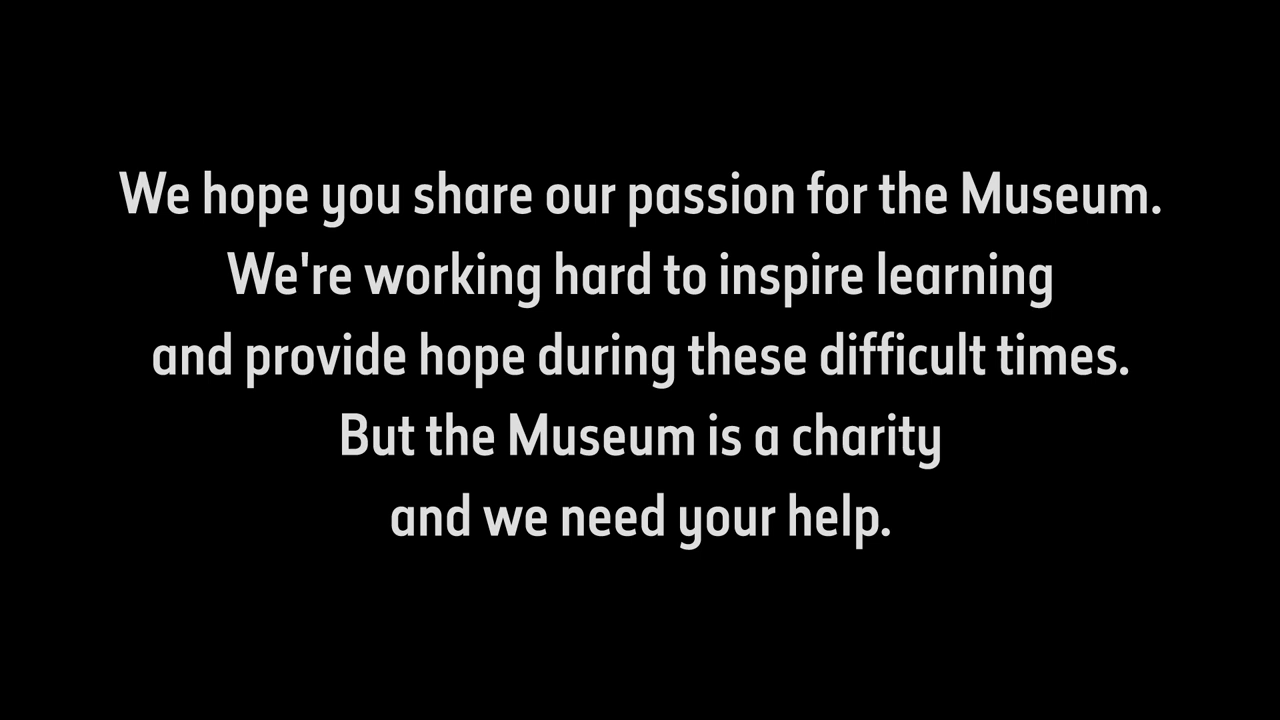 We hope you share our passion for the Museum.
We're working hard to inspire learning
and provide hope during these difficult times.
But the Museum is a charity
and we need your help.